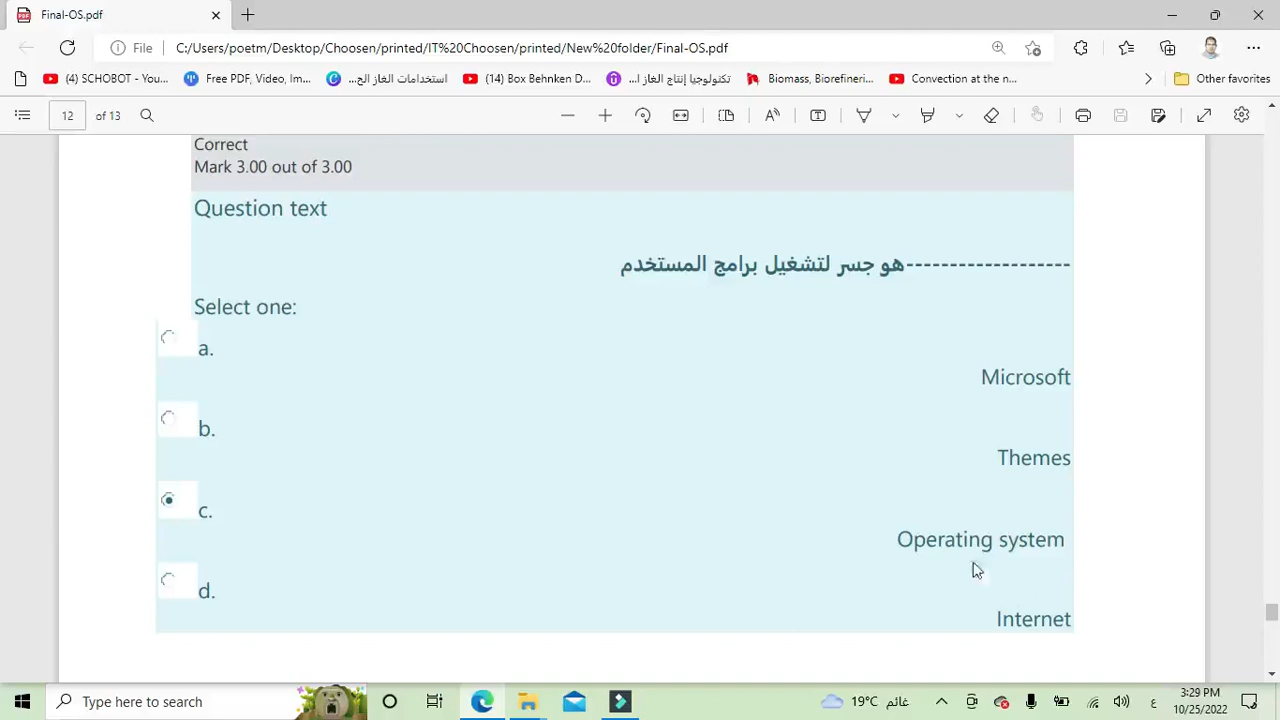 Final-OS.pdf
File C:/Users/poetm/Desktop/Choosen/printed/IT%20Choosen/printed/New%20folder/Final-OS.pdf
(4) SCHOBOT - You... Free PDF, Video, Im... استخدامات الغاز الح... (14) Box Behnken D... تكنولوجيا إنتاج الغاز ا... Biomass, Biorefineri... Convection at the n... Other favorites
12 of 13
Correct
Mark 3.00 out of 3.00
Question text
-------------------هو جسر لتشغيل برامج المستخدم
Select one:
a.
Microsoft
b.
Themes
c.
Operating system
d.
Internet
Type here to search
19°C غائم
ع
3:29 PM
10/25/2022